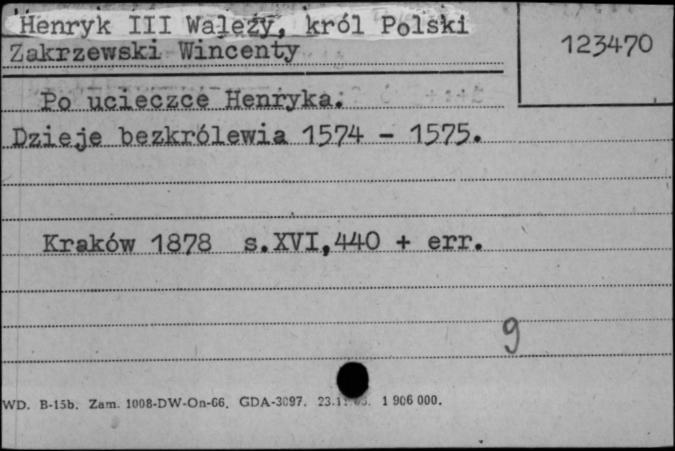 Henryk III Walezy, król Polski
Zakrzewski Wincenty
123470
Po ucieczce Henryka.
Dzieje bezkrólewia 1574 - 1575.
Kraków 1878 s.XVI,440 + err.
9
WD. B-15b. Zam. 1008-DW-On-66. GDA-3097. 1 906 000.